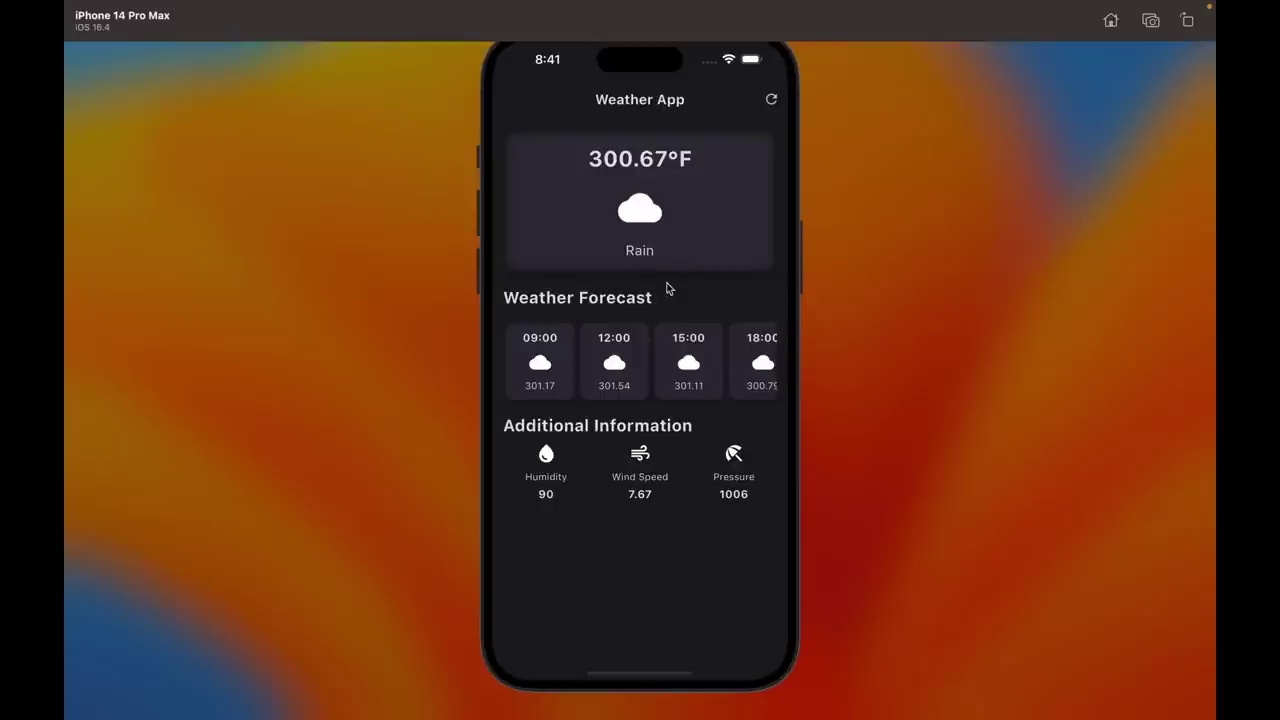 iPhone 14 Pro Max
iOS 16.4
8:41
Weather App
300.67°F
Rain
Weather Forecast
09:00 12:00 15:00 18:00
301.17 301.54 301.11 300.79
Additional Information
Humidity Wind Speed Pressure
90 7.67 1006